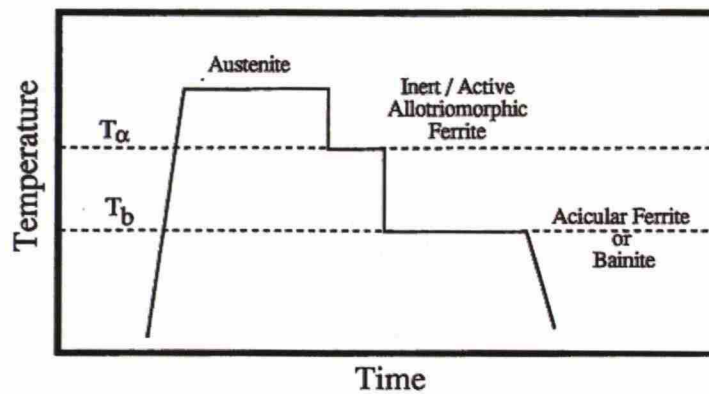 Austenite
Inert / Active
Allotriomorphic
Ferrite
Tα
Tb
Acicular Ferrite
or
Bainite
Temperature
Time